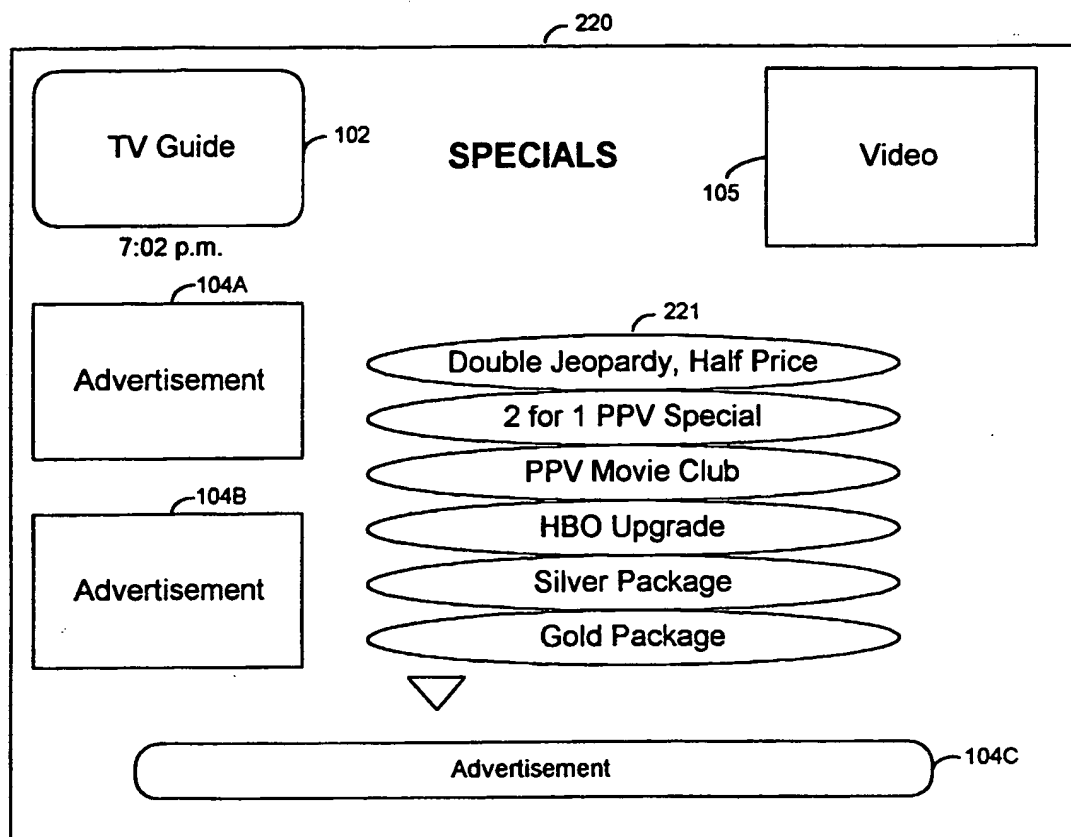 220
TV Guide
102
SPECIALS
Video
105
7:02 p.m.
104A
Advertisement
221
Double Jeopardy, Half Price
2 for 1 PPV Special
PPV Movie Club
104B
HBO Upgrade
Advertisement
Silver Package
Gold Package
Advertisement
104C